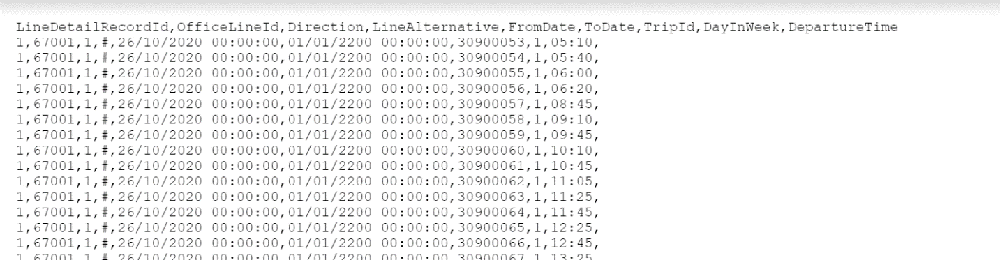 LineDetailRecordId,OfficeLineId,Direction,LineAlternative,FromDate,ToDate,TripId,DayInWeek,DepartureTime
1,67001,1,#,26/10/2020 00:00:00,01/01/2200 00:00:00,30900053,1,05:10,
1,67001,1,#,26/10/2020 00:00:00,01/01/2200 00:00:00,30900054,1,05:40,
1,67001,1,#,26/10/2020 00:00:00,01/01/2200 00:00:00,30900055,1,06:00,
1,67001,1,#,26/10/2020 00:00:00,01/01/2200 00:00:00,30900056,1,06:20,
1,67001,1,#,26/10/2020 00:00:00,01/01/2200 00:00:00,30900057,1,08:45,
1,67001,1,#,26/10/2020 00:00:00,01/01/2200 00:00:00,30900058,1,09:10,
1,67001,1,#,26/10/2020 00:00:00,01/01/2200 00:00:00,30900059,1,09:45,
1,67001,1,#,26/10/2020 00:00:00,01/01/2200 00:00:00,30900060,1,10:10,
1,67001,1,#,26/10/2020 00:00:00,01/01/2200 00:00:00,30900061,1,10:45,
1,67001,1,#,26/10/2020 00:00:00,01/01/2200 00:00:00,30900062,1,11:05,
1,67001,1,#,26/10/2020 00:00:00,01/01/2200 00:00:00,30900063,1,11:25,
1,67001,1,#,26/10/2020 00:00:00,01/01/2200 00:00:00,30900064,1,11:45,
1,67001,1,#,26/10/2020 00:00:00,01/01/2200 00:00:00,30900065,1,12:25,
1,67001,1,#,26/10/2020 00:00:00,01/01/2200 00:00:00,30900066,1,12:45,
1,67001,1,#,26/10/2020 00:00:00,01/01/2200 00:00:00,30900067,1,13:25,